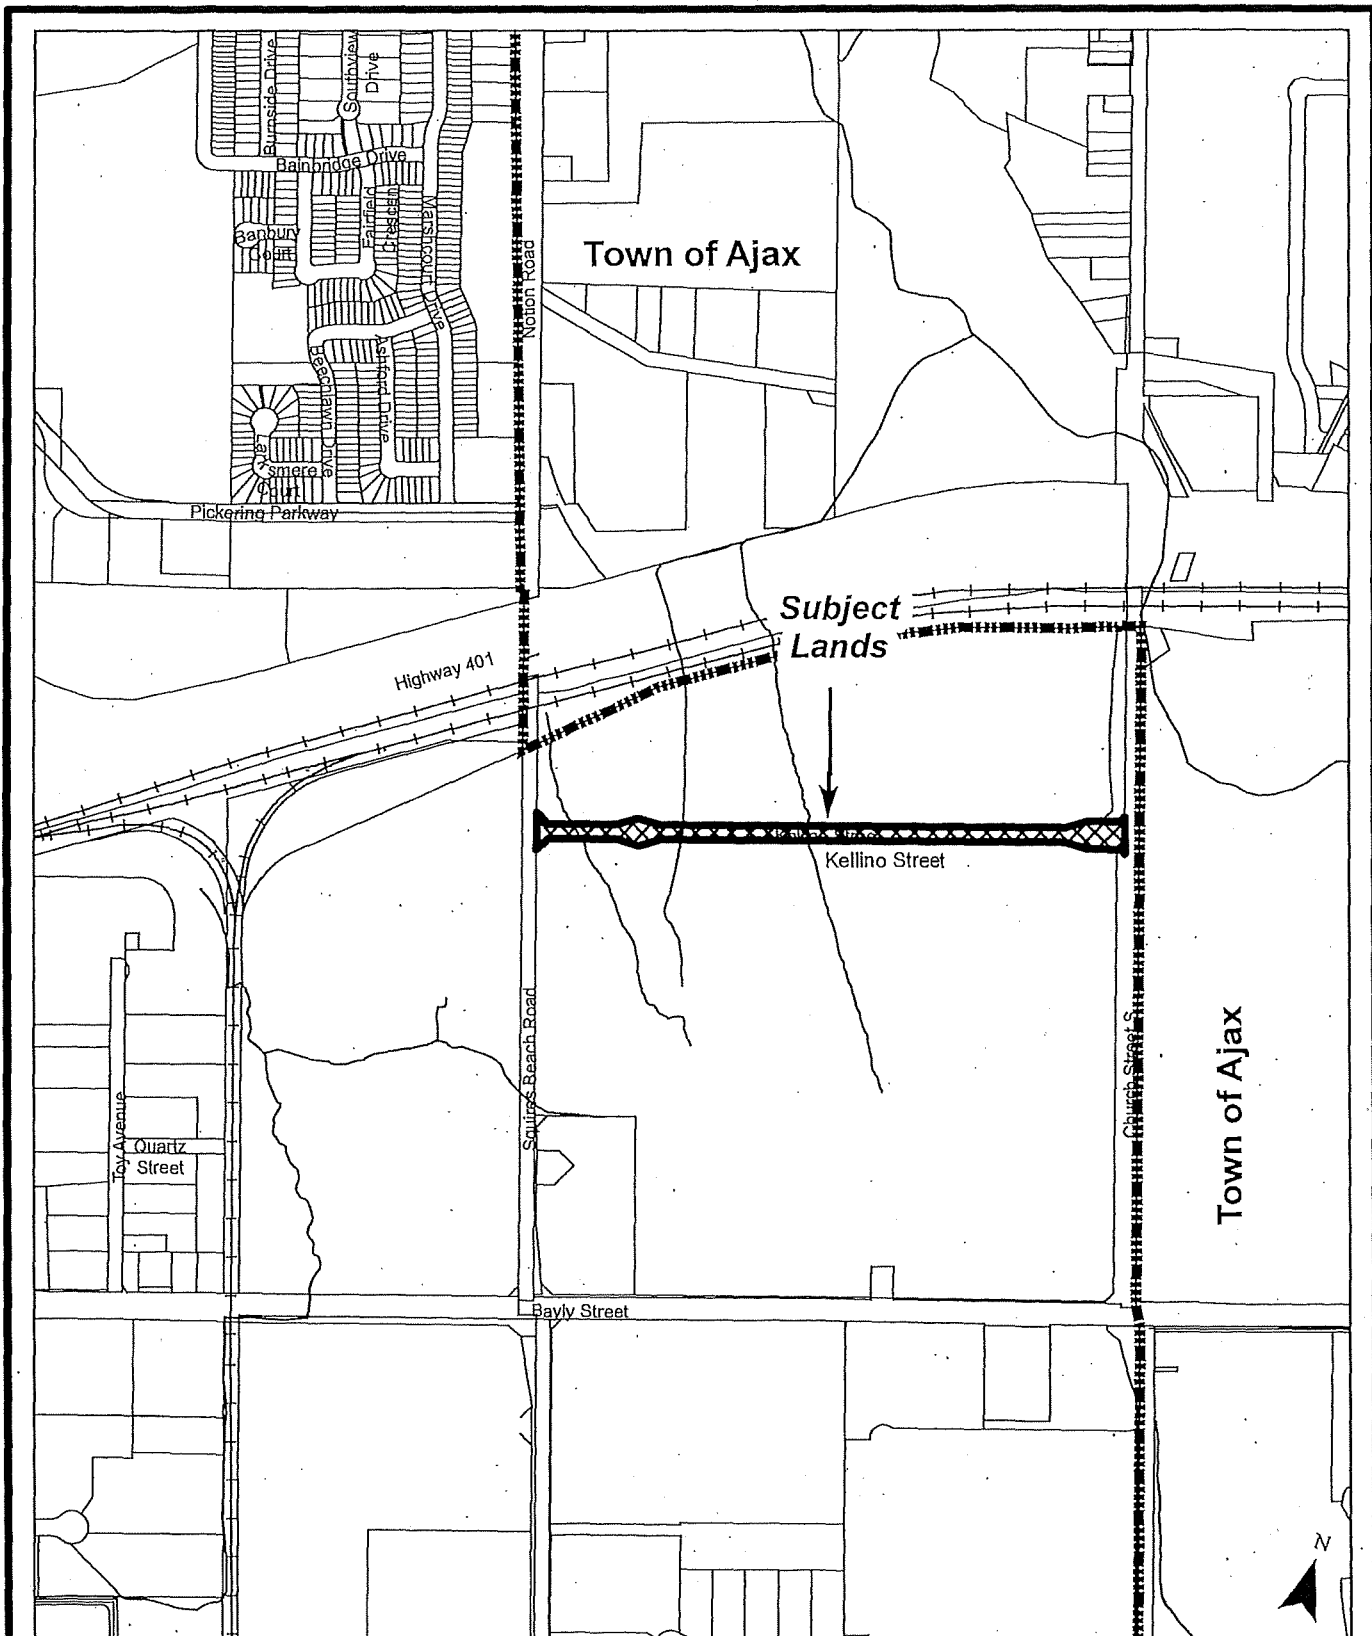 Burnside Drive
Southview
Drive
Bainbridge Drive
Banbury
Court
Fairfield
Marshcourt Drive
Notion Road
Town of Ajax
Beechlawn Drive
Ashford Drive
Court
Pickering Parkway
Subject
Lands
Highway 401
Kellino Street
Squires Beach Road
Church Street S
Town of Ajax
Toy Avenue
Quartz
Street
Bayly Street
N